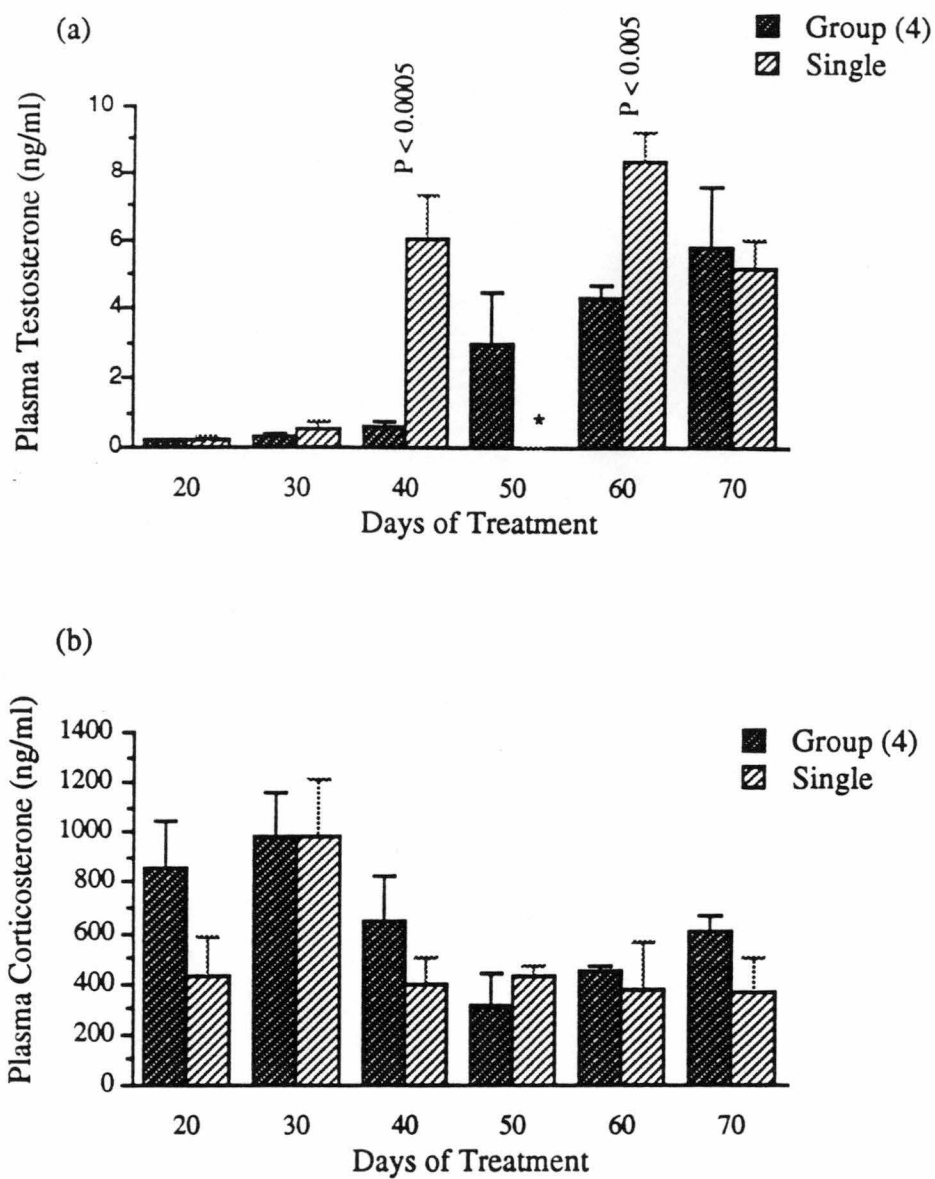 (a)
Group (4)
Single
P < 0.0005
P < 0.005
Plasma Testosterone (ng/ml)
10
8
6
4
2
0
*
20 30 40 50 60 70
Days of Treatment
(b)
Group (4)
Single
Plasma Corticosterone (ng/ml)
1400
1200
1000
800
600
400
200
0
20 30 40 50 60 70
Days of Treatment